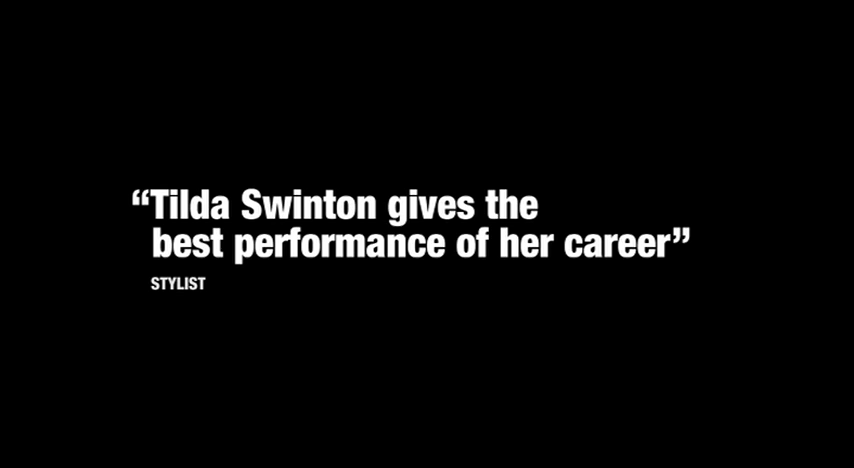 “Tilda Swinton gives the
best performance of her career”
STYLIST